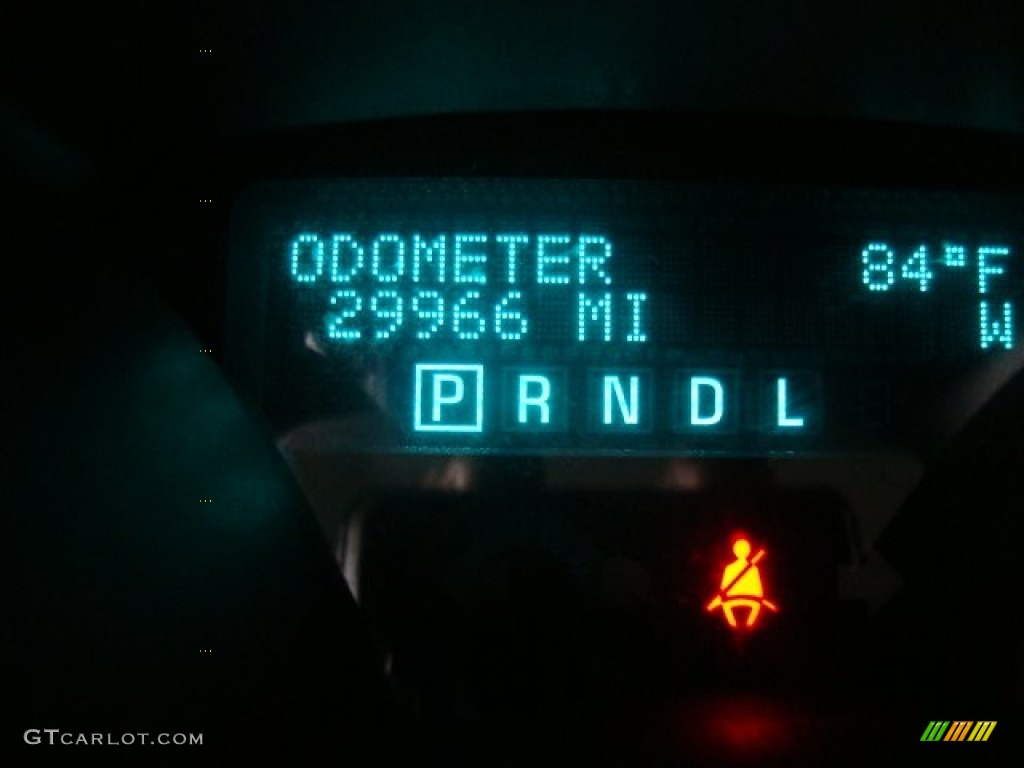 ODOMETER 84°F
29966 MI W
P R N D L
GTCARLOT.COM